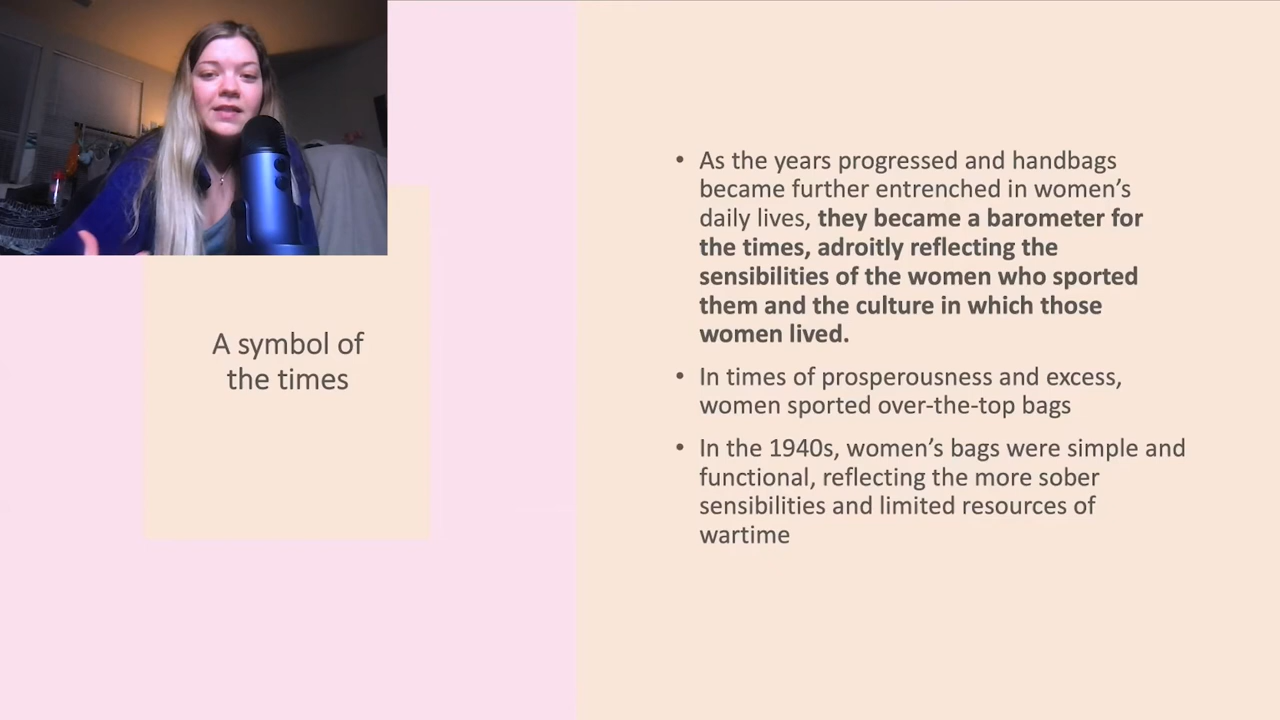 A symbol of
the times
• As the years progressed and handbags
became further entrenched in women's
daily lives, they became a barometer for
the times, adroitly reflecting the
sensibilities of the women who sported
them and the culture in which those
women lived.
• In times of prosperousness and excess,
women sported over-the-top bags
• In the 1940s, women's bags were simple and
functional, reflecting the more sober
sensibilities and limited resources of
wartime